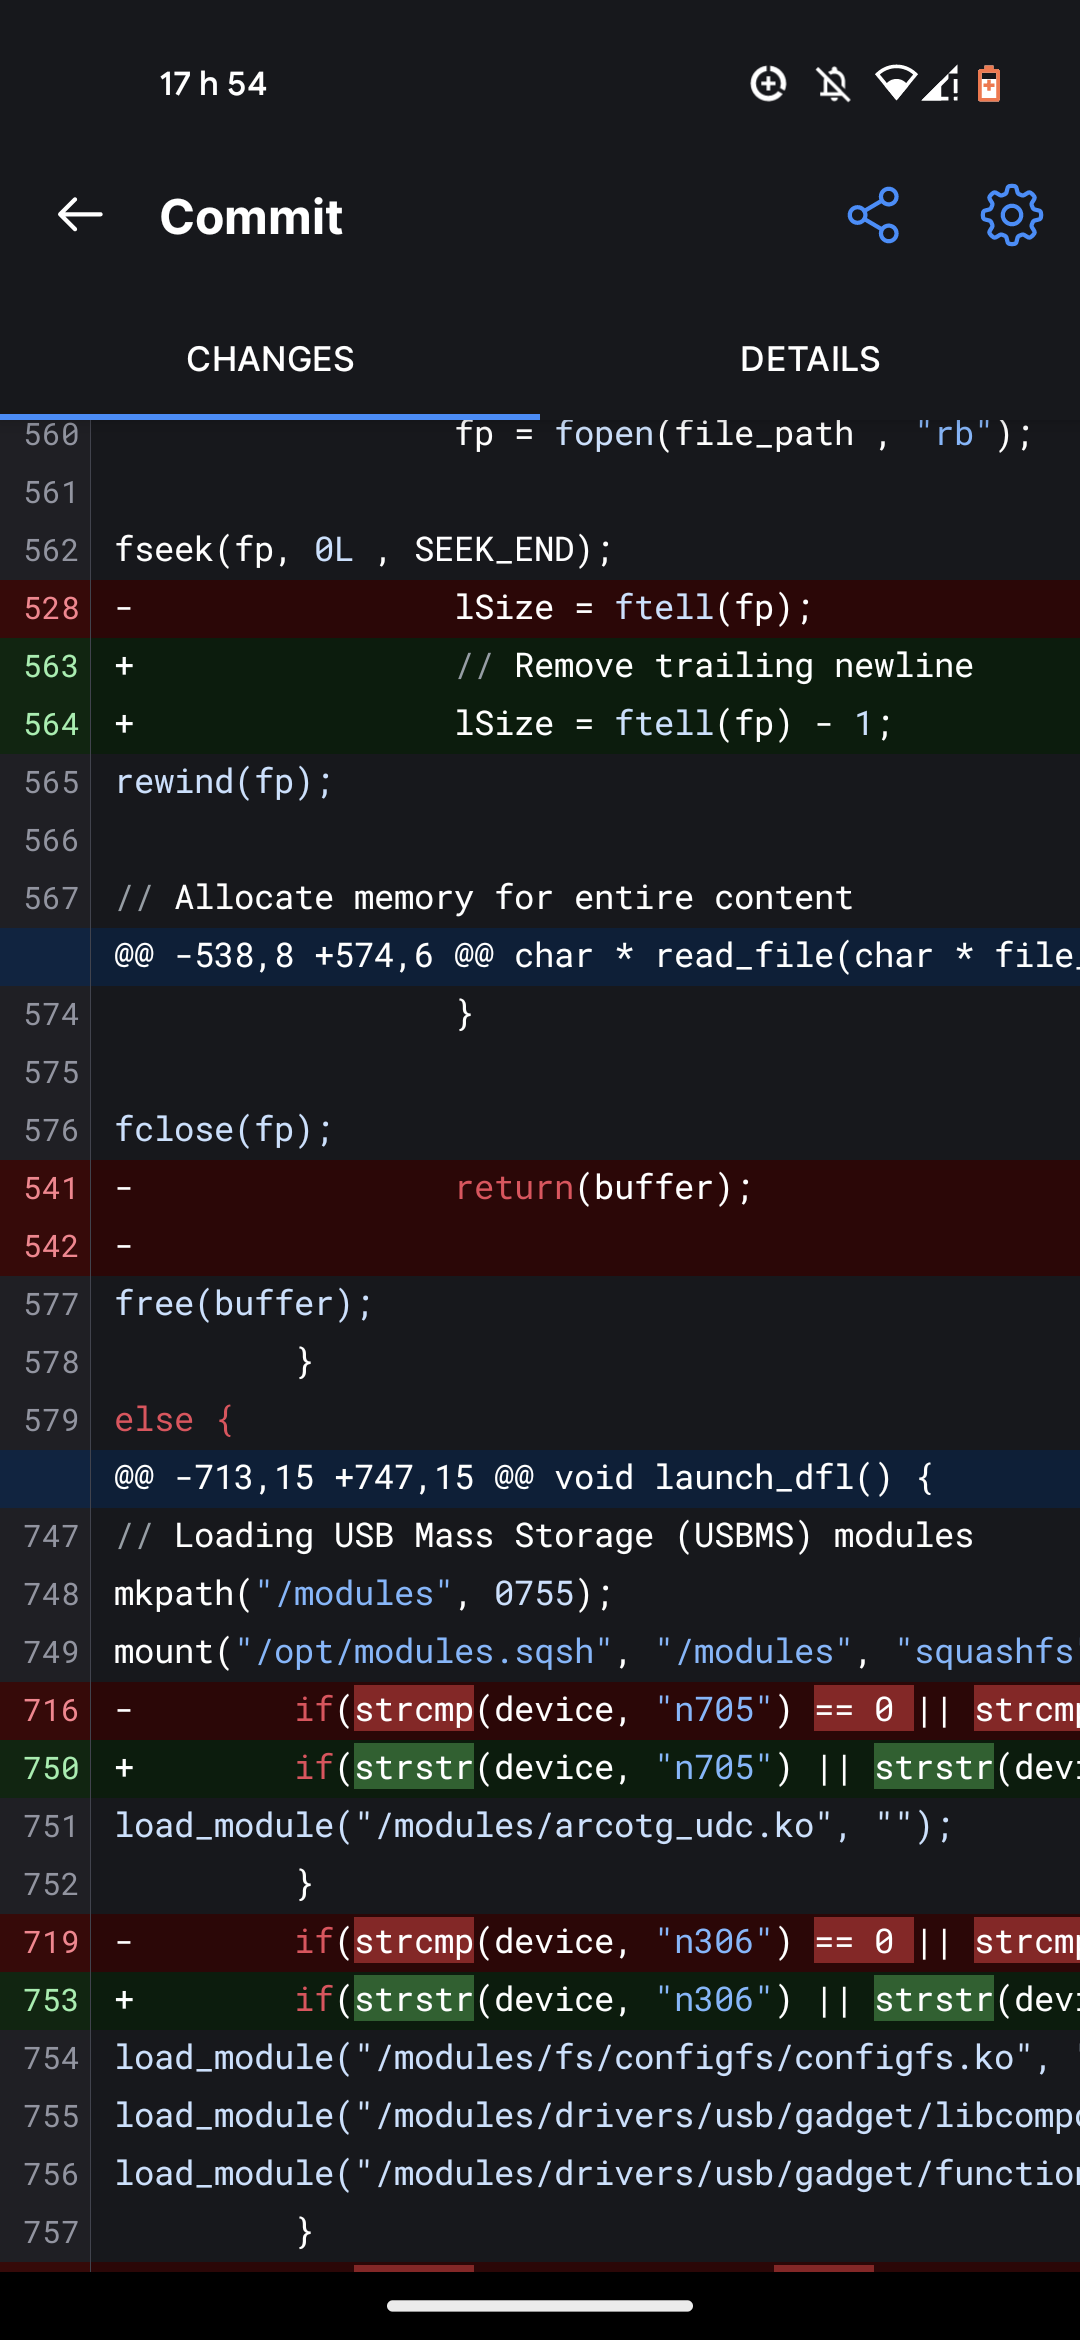 17 h 54
Commit
CHANGES
DETAILS
560 fp = fopen(file_path , "rb");
561
562 fseek(fp, 0L , SEEK_END);
528 - lSize = ftell(fp);
563 + // Remove trailing newline
564 + lSize = ftell(fp) - 1;
565 rewind(fp);
566
567 // Allocate memory for entire content
@@ -538,8 +574,6 @@ char * read_file(char * file_
574 }
575
576 fclose(fp);
541 - return(buffer);
542 -
577 free(buffer);
578 }
579 else {
@@ -713,15 +747,15 @@ void launch_dfl() {
747 // Loading USB Mass Storage (USBMS) modules
748 mkpath("/modules", 0755);
749 mount("/opt/modules.sqsh", "/modules", "squashfs"
716 - if(strcmp(device, "n705") == 0 || strcmp
750 + if(strstr(device, "n705") || strstr(devi
751 load_module("/modules/arcotg_udc.ko", "");
752 }
719 - if(strcmp(device, "n306") == 0 || strcmp
753 + if(strstr(device, "n306") || strstr(devi
754 load_module("/modules/fs/configfs/configfs.ko", "
755 load_module("/modules/drivers/usb/gadget/libcompo
756 load_module("/modules/drivers/usb/gadget/function
757 }